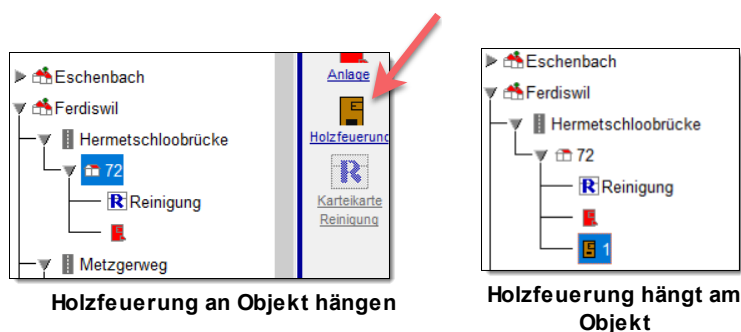 Eschenbach
Ferdiswil
Hermetschloobrücke
72
Reinigung
Metzgerweg
Anlage
Holzfeuerung
Karteikarte
Reinigung
Holzfeuerung an Objekt hängen
Eschenbach
Ferdiswil
Hermetschloobrücke
72
Reinigung
1
Holzfeuerung hängt am
Objekt